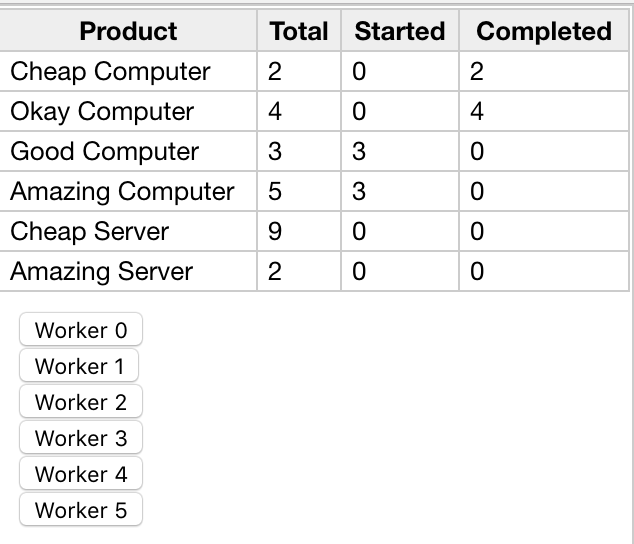 Product Total Started Completed
Cheap Computer 2 0 2
Okay Computer 4 0 4
Good Computer 3 3 0
Amazing Computer 5 3 0
Cheap Server 9 0 0
Amazing Server 2 0 0
Worker 0
Worker 1
Worker 2
Worker 3
Worker 4
Worker 5